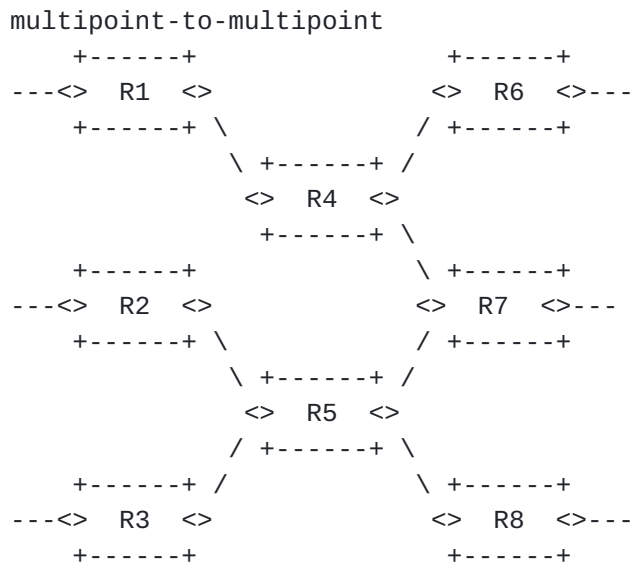 multipoint-to-multipoint
     +------+                 +------+
---<>  R1  <>               <>  R6  <>---
     +------+ \             / +------+
               \ +------+ /
                <>  R4  <>
                 +------+ \
     +------+               \ +------+
---<>  R2  <>              <>  R7  <>---
     +------+ \             / +------+
               \ +------+ /
                <>  R5  <>
               / +------+ \
     +------+ /             \ +------+
---<>  R3  <>               <>  R8  <>---
     +------+                 +------+